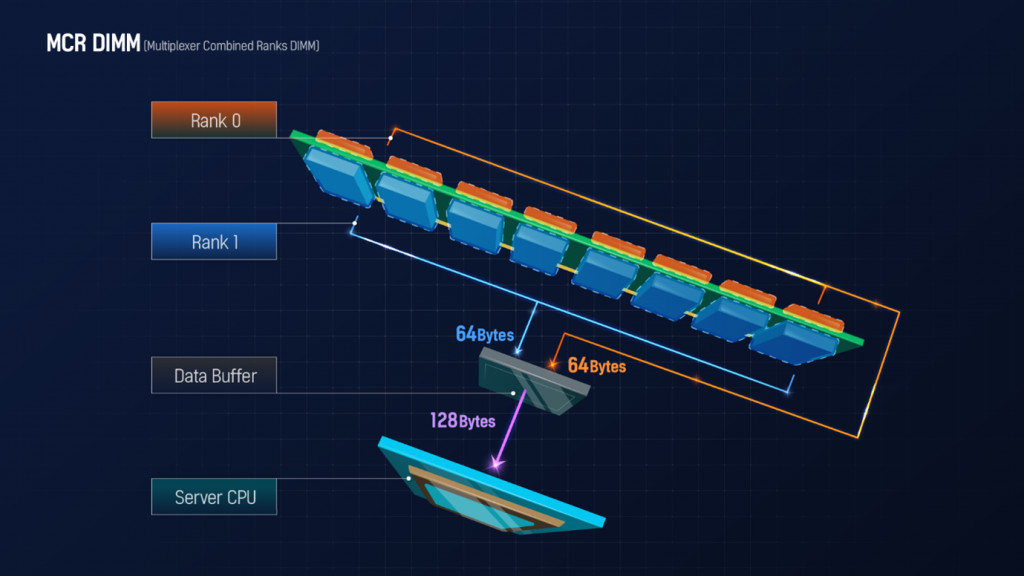 MCR DIMM (Multiplexer Combined Ranks DIMM)
Rank 0
Rank 1
64Bytes
64Bytes
Data Buffer
128Bytes
Server CPU